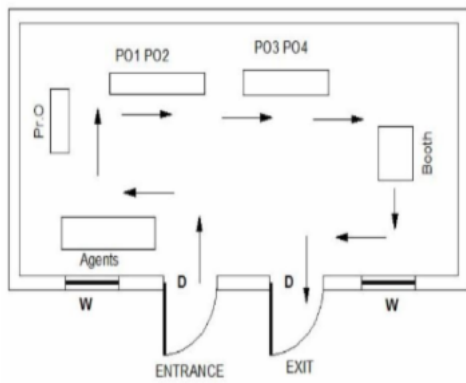 PO1 PO2
PO3 PO4
Pr.O
Booth
Agents
D
D
W
W
ENTRANCE
EXIT